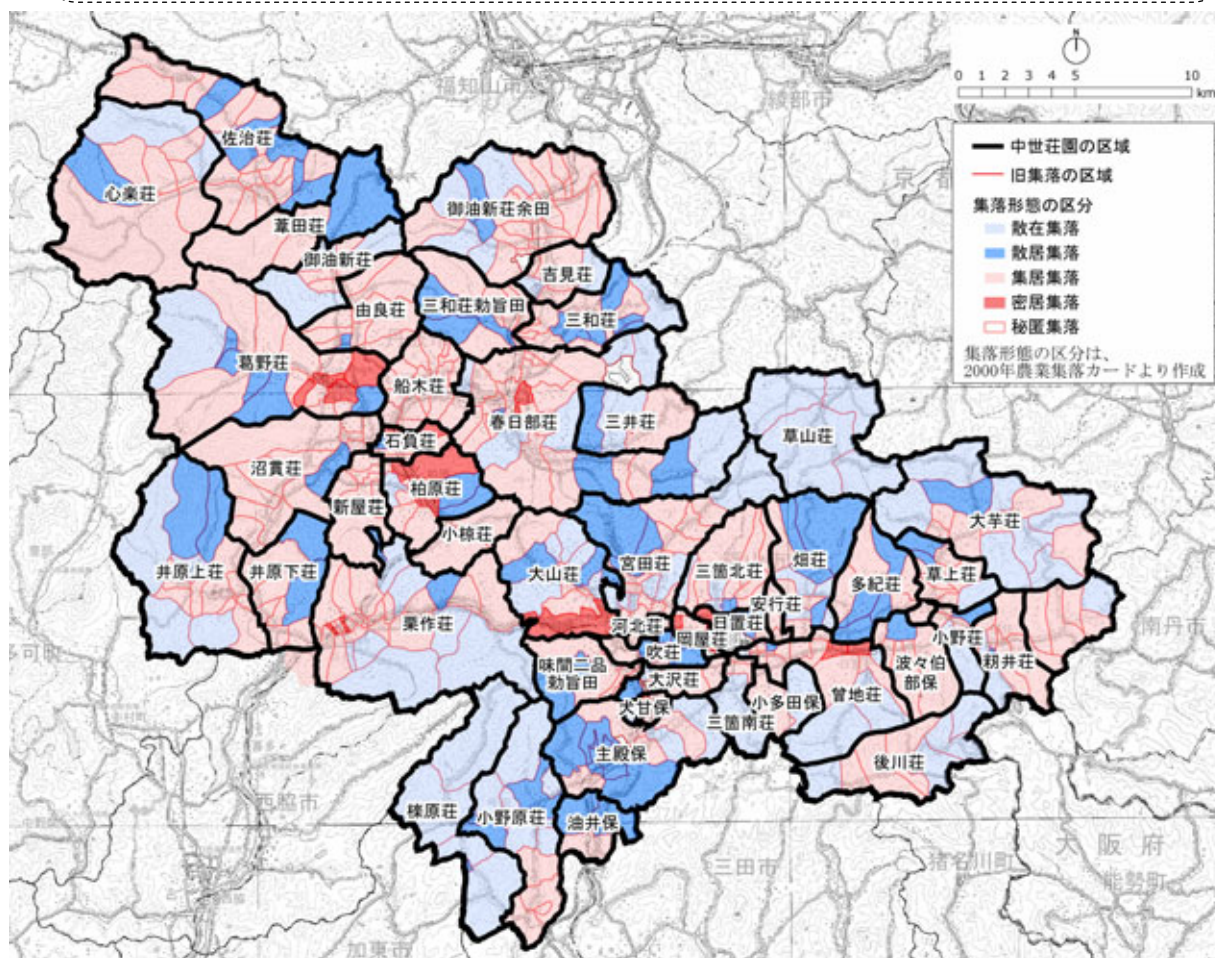 N
0 1 2 3 4 5 10
km
中世荘園の区域
旧集落の区域
集落形態の区分
散在集落
散居集落
集居集落
密居集落
秘匿集落
集落形態の区分は、
2000年農業集落カードより作成
福知山市
綾部市
京都
佐治荘
心楽荘
葦田荘
御油新荘余田
御油新荘
吉見荘
由良荘
三和荘勅旨田
三和荘
葛野荘
船木荘
春日部荘
三井荘
草山荘
石負荘
沼貫荘
柏原荘
新屋荘
小椋荘
大芋荘
井原上荘
井原下荘
大山荘
宮田荘
三箇北荘
畑荘
多紀荘
草上荘
栗作荘
河北荘
日置荘
安行荘
岡屋荘
吹荘
小野荘
味間二品
勅旨田
大沢荘
波々伯
部保
籾井荘
南丹市
多可町
犬甘保
三箇南荘
小多田保
曾地荘
主殿保
後川荘
西脇市
榛原荘
小野原荘
油井保
三田市
猪名川町
大阪府
能勢町
加東市